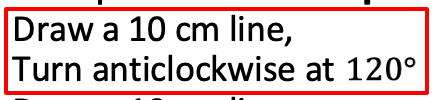 Draw a 10 cm line,
Turn anticlockwise at 120°